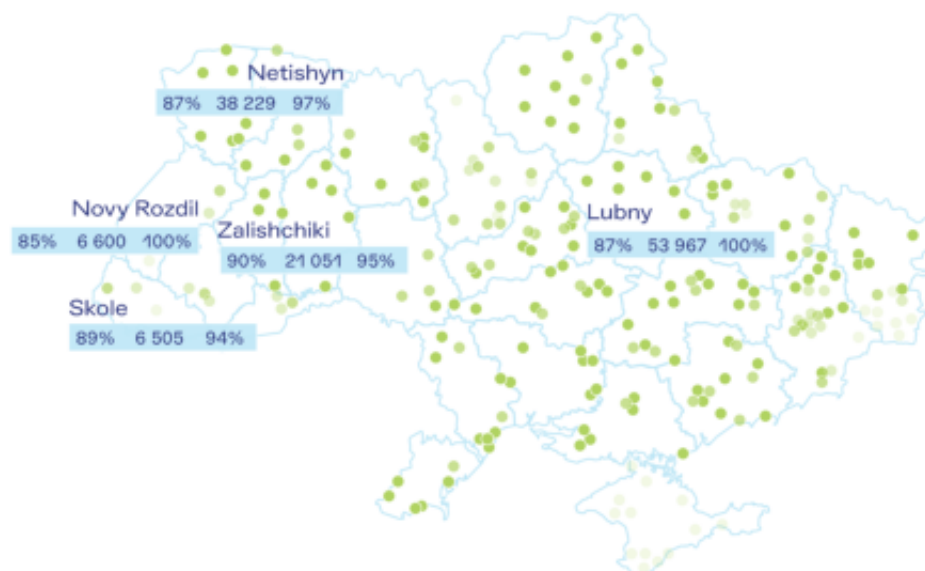 Netishyn
87% 38 229 97%
Novy Rozdil
85% 6 600 100%
Zalishchiki
90% 21 051 95%
Lubny
87% 53 967 100%
Skole
89% 6 505 94%